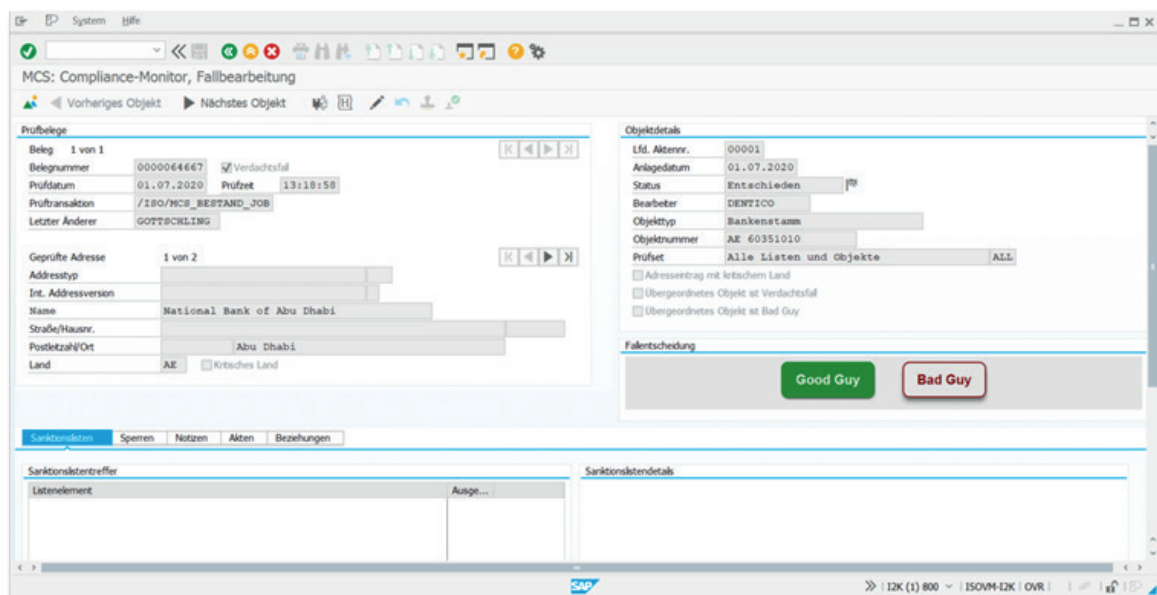 System Hilfe
MCS: Compliance-Monitor, Fallbearbeitung
Vorheriges Objekt Nächstes Objekt
Prüfbelege
Beleg 1 von 1
Belegnummer 0000064667 Verdachtsfall
Prüfdatum 01.07.2020 Prüfzeit 13:18:58
Prüftransaktion /ISO/MCS_BESTAND_JOB
Letzter Änderer GOTTSCHLING
Geprüfte Adresse 1 von 2
Addresstyp
Int. Addressversion
Name National Bank of Abu Dhabi
Straße/Hausnr.
Postleitzahl/Ort Abu Dhabi
Land AE Kritisches Land
Objektdetails
Lfd. Aktennr. 00001
Anlagedatum 01.07.2020
Status Entschieden
Bearbeiter DENTICO
Objekttyp Bankenstamm
Objektnummer AE 60351010
Prüfset Alle Listen und Objekte ALL
Adresseintrag mit kritischem Land
Übergeordnetes Objekt ist Verdachtsfall
Übergeordnetes Objekt ist Bad Guy
Fallentscheidung
Good Guy Bad Guy
Sanktionslisten Sperren Notizen Akten Beziehungen
Sanktionslistentreffer
Listenelement Ausge...
Sanktionslistendetails
SAP I2K (1) 800 ISOVM-I2K OVR